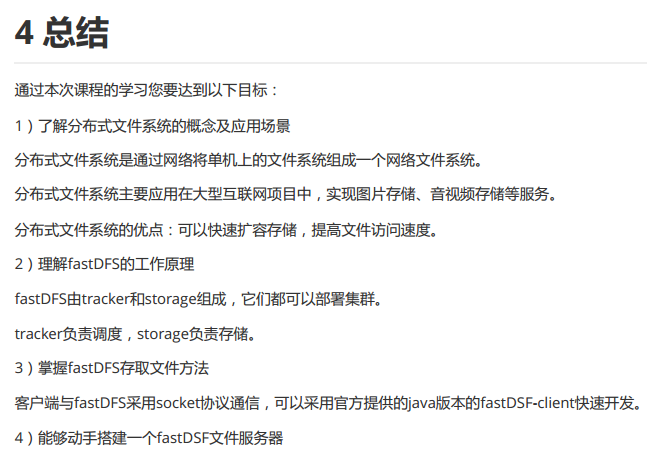 4 总结
通过本次课程的学习您要达到以下目标：
1）了解分布式文件系统的概念及应用场景
分布式文件系统是通过网络将单机上的文件系统组成一个网络文件系统。
分布式文件系统主要应用在大型互联网项目中，实现图片存储、音视频存储等服务。
分布式文件系统的优点：可以快速扩容存储，提高文件访问速度。
2）理解fastDFS的工作原理
fastDFS由tracker和storage组成，它们都可以部署集群。
tracker负责调度，storage负责存储。
3）掌握fastDFS存取文件方法
客户端与fastDFS采用socket协议通信，可以采用官方提供的java版本的fastDSF-client快速开发。
4）能够动手搭建一个fastDSF文件服务器